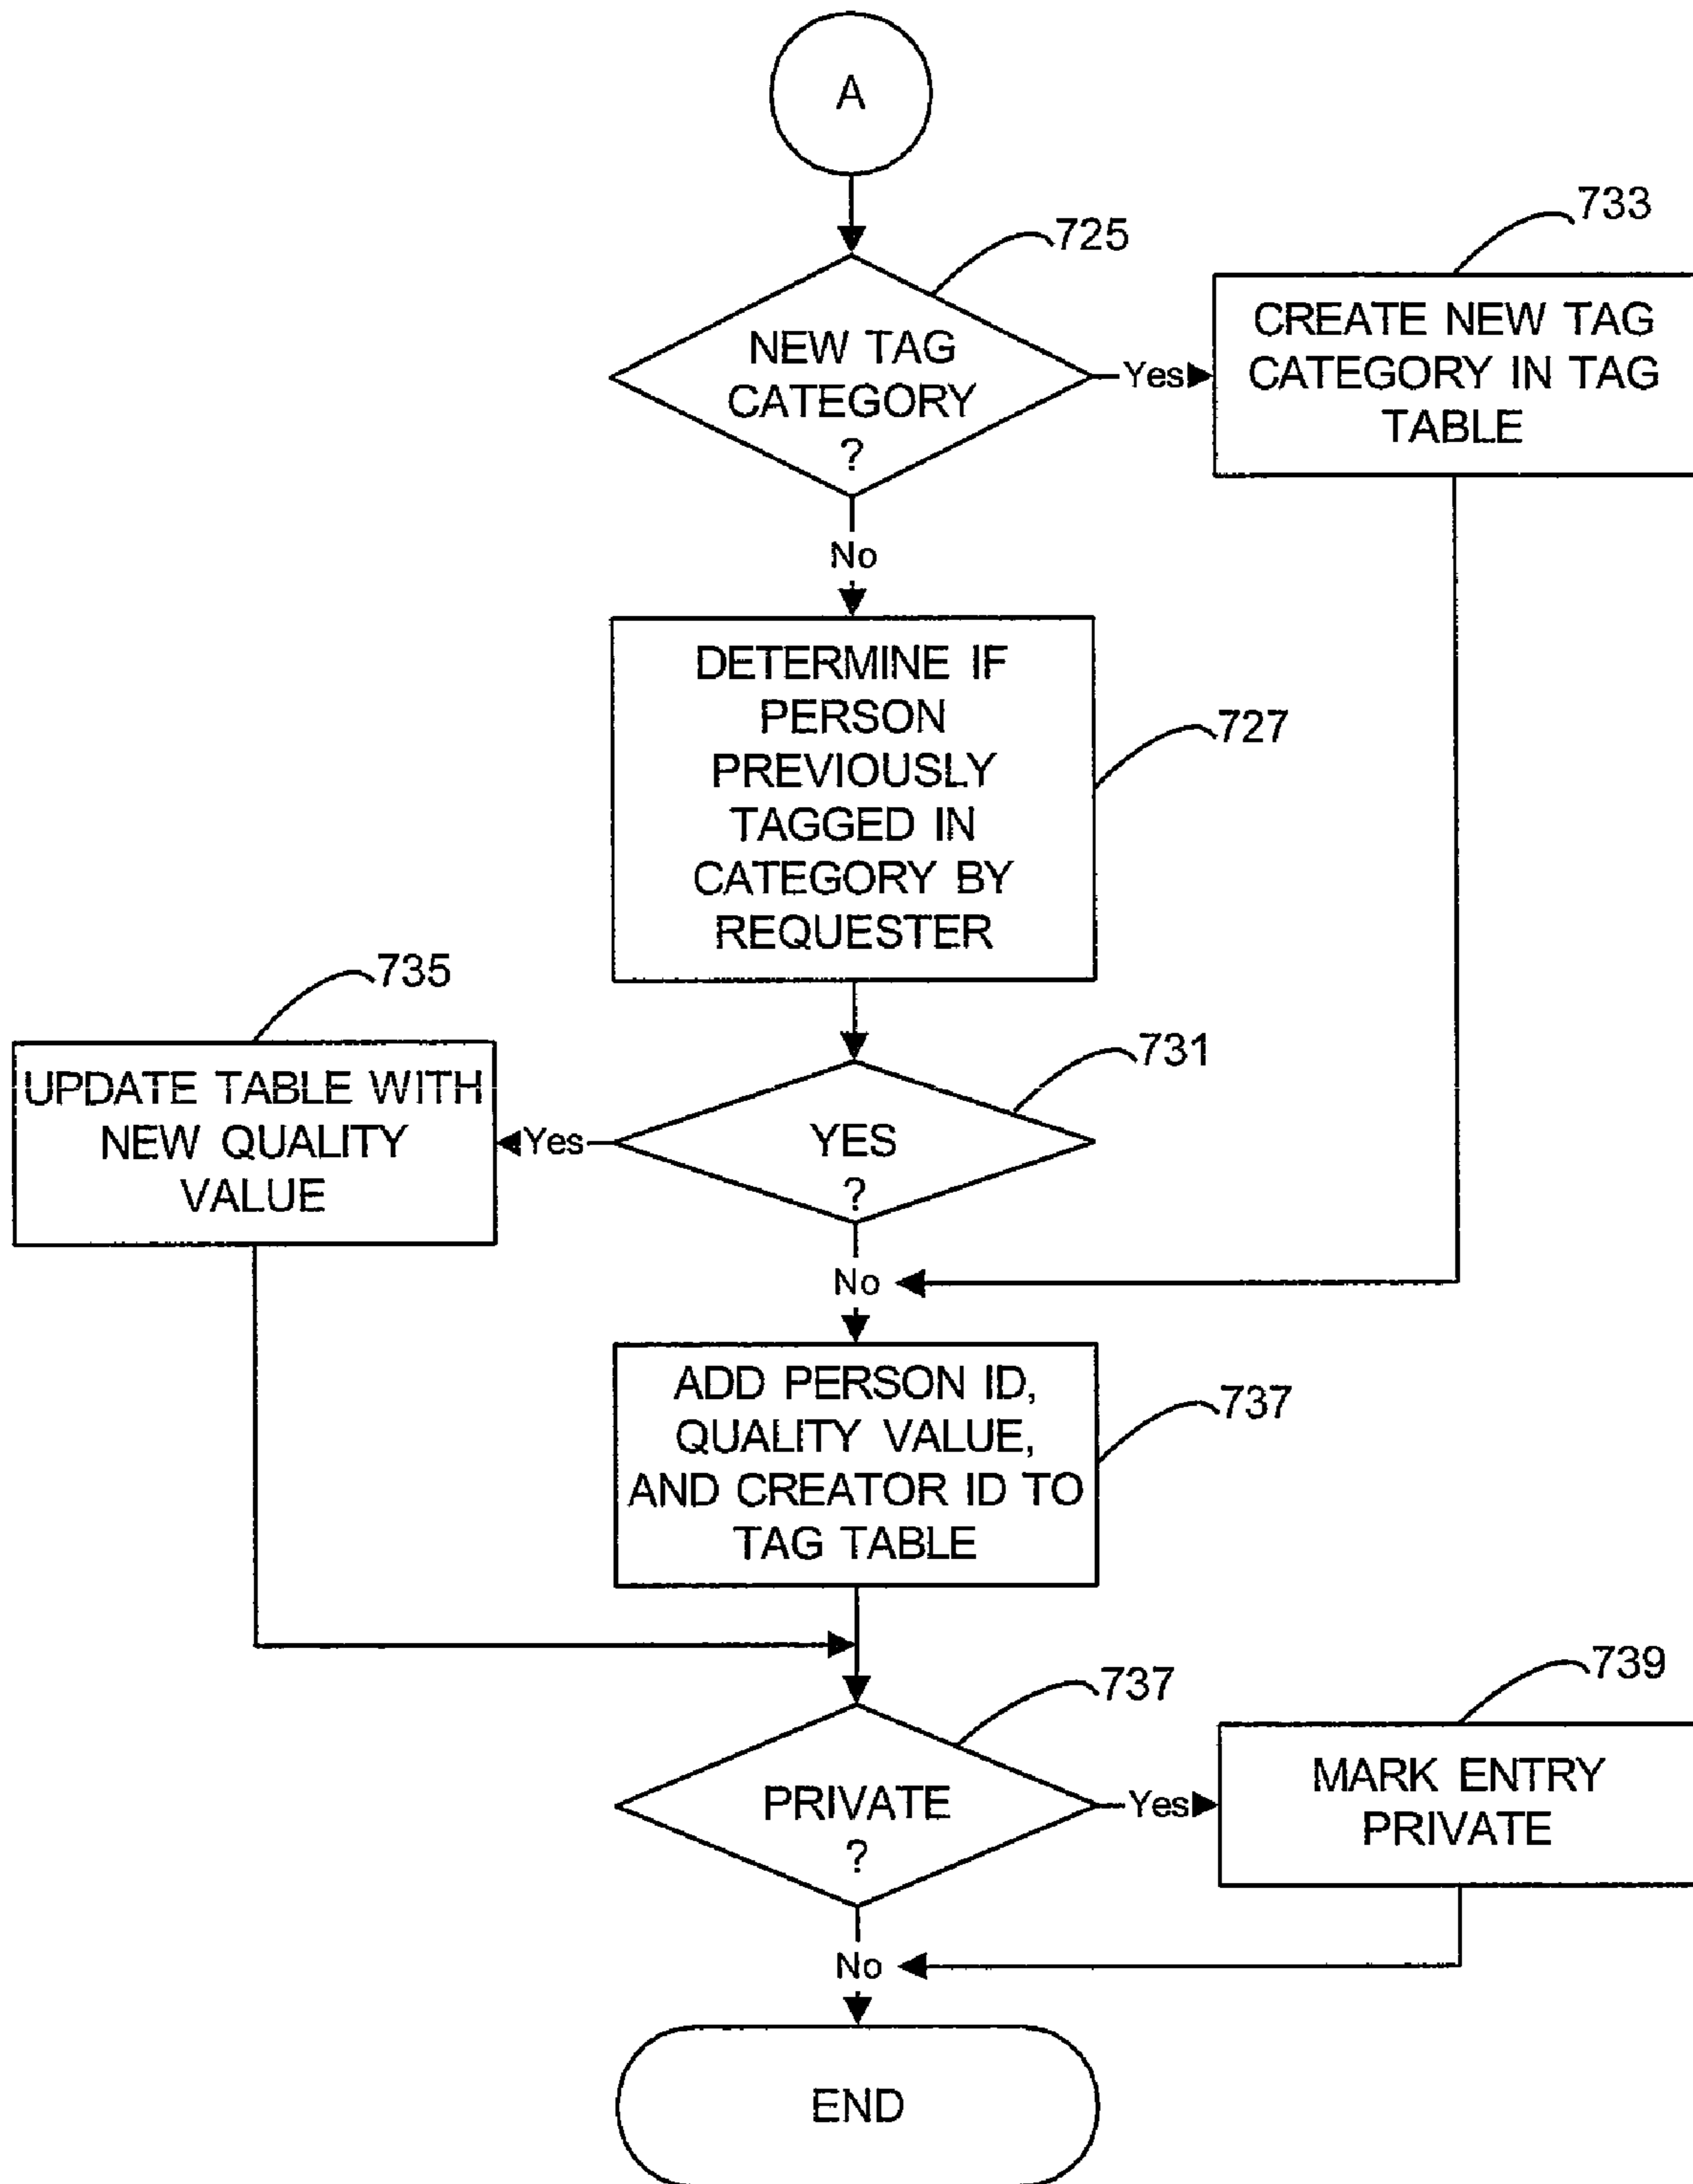 A
725
NEW TAG
CATEGORY
?
Yes
733
CREATE NEW TAG
CATEGORY IN TAG
TABLE
No
DETERMINE IF
PERSON
PREVIOUSLY
TAGGED IN
CATEGORY BY
REQUESTER
727
735
UPDATE TABLE WITH
NEW QUALITY
VALUE
Yes
731
YES
?
No
ADD PERSON ID,
QUALITY VALUE,
AND CREATOR ID TO
TAG TABLE
737
737
PRIVATE
?
Yes
739
MARK ENTRY
PRIVATE
No
END